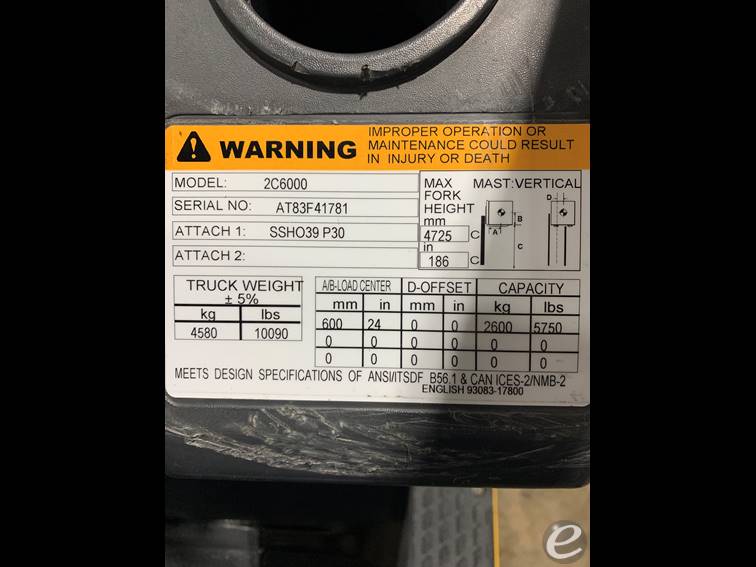 WARNING
IMPROPER OPERATION OR
MAINTENANCE COULD RESULT
IN INJURY OR DEATH
MODEL: 2C6000
SERIAL NO: AT83F41781
ATTACH 1: SSHO39 P30
ATTACH 2:
MAX
FORK
HEIGHT
mm
4725 C
in
186 C
MAST:VERTICAL
D
B
A
C
TRUCK WEIGHT
± 5%
kg lbs
4580 10090
A/B-LOAD CENTER D-OFFSET CAPACITY
mm in mm in kg lbs
600 24 0 0 2600 5750
0 0 0 0 0 0
0 0 0 0 0 0
MEETS DESIGN SPECIFICATIONS OF ANSI/ITSDF B56.1 & CAN ICES-2/NMB-2
ENGLISH 93083-17800
e